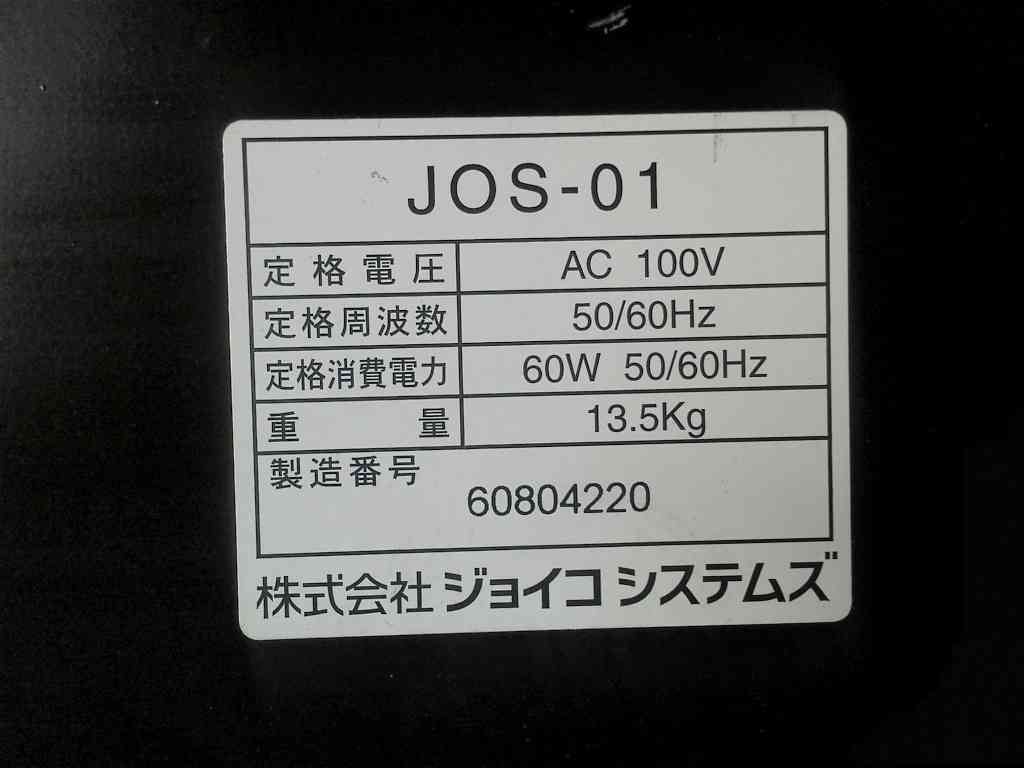 JOS-01
定格電圧 AC 100V
定格周波数 50/60Hz
定格消費電力 60W 50/60Hz
重量 13.5Kg
製造番号
60804220
株式会社 ジョイコ システムズ